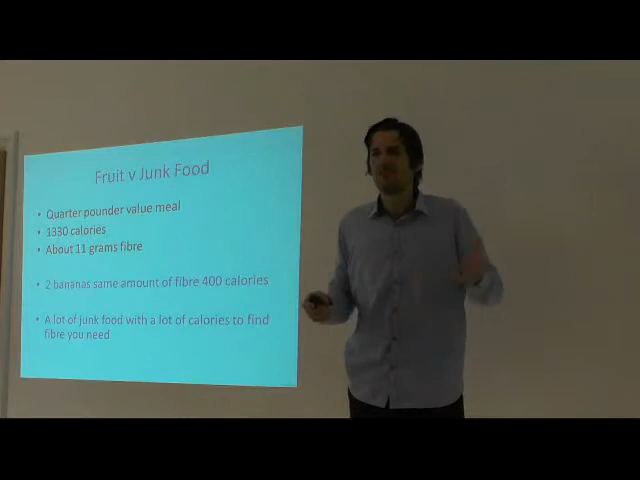 Fruit v Junk Food
• Quarter pounder value meal
• 1330 calories
• About 11 grams fibre
• 2 bananas same amount of fibre 400 calories
• A lot of junk food with a lot of calories to find
fibre you need